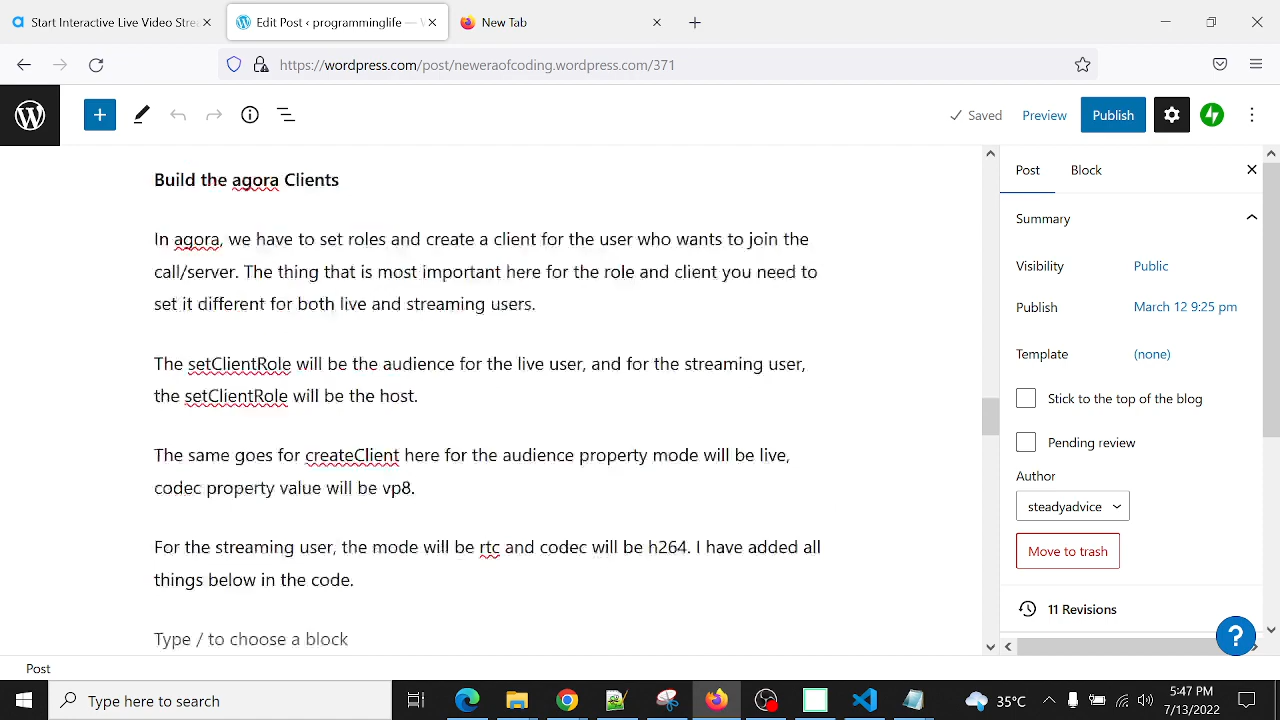 Start Interactive Live Video Strea
Edit Post ‹ programminglife — W
New Tab
https://wordpress.com/post/neweraofcoding.wordpress.com/371
Saved
Preview
Publish
Build the agora Clients
In agora, we have to set roles and create a client for the user who wants to join the
call/server. The thing that is most important here for the role and client you need to
set it different for both live and streaming users.
The setClientRole will be the audience for the live user, and for the streaming user,
the setClientRole will be the host.
The same goes for createClient here for the audience property mode will be live,
codec property value will be vp8.
For the streaming user, the mode will be rtc and codec will be h264. I have added all
things below in the code.
Type / to choose a block
Post
Block
Summary
Visibility
Public
Publish
March 12 9:25 pm
Template
(none)
Stick to the top of the blog
Pending review
Author
steadyadvice
Move to trash
11 Revisions
?
Post
Type here to search
35°C
5:47 PM
7/13/2022